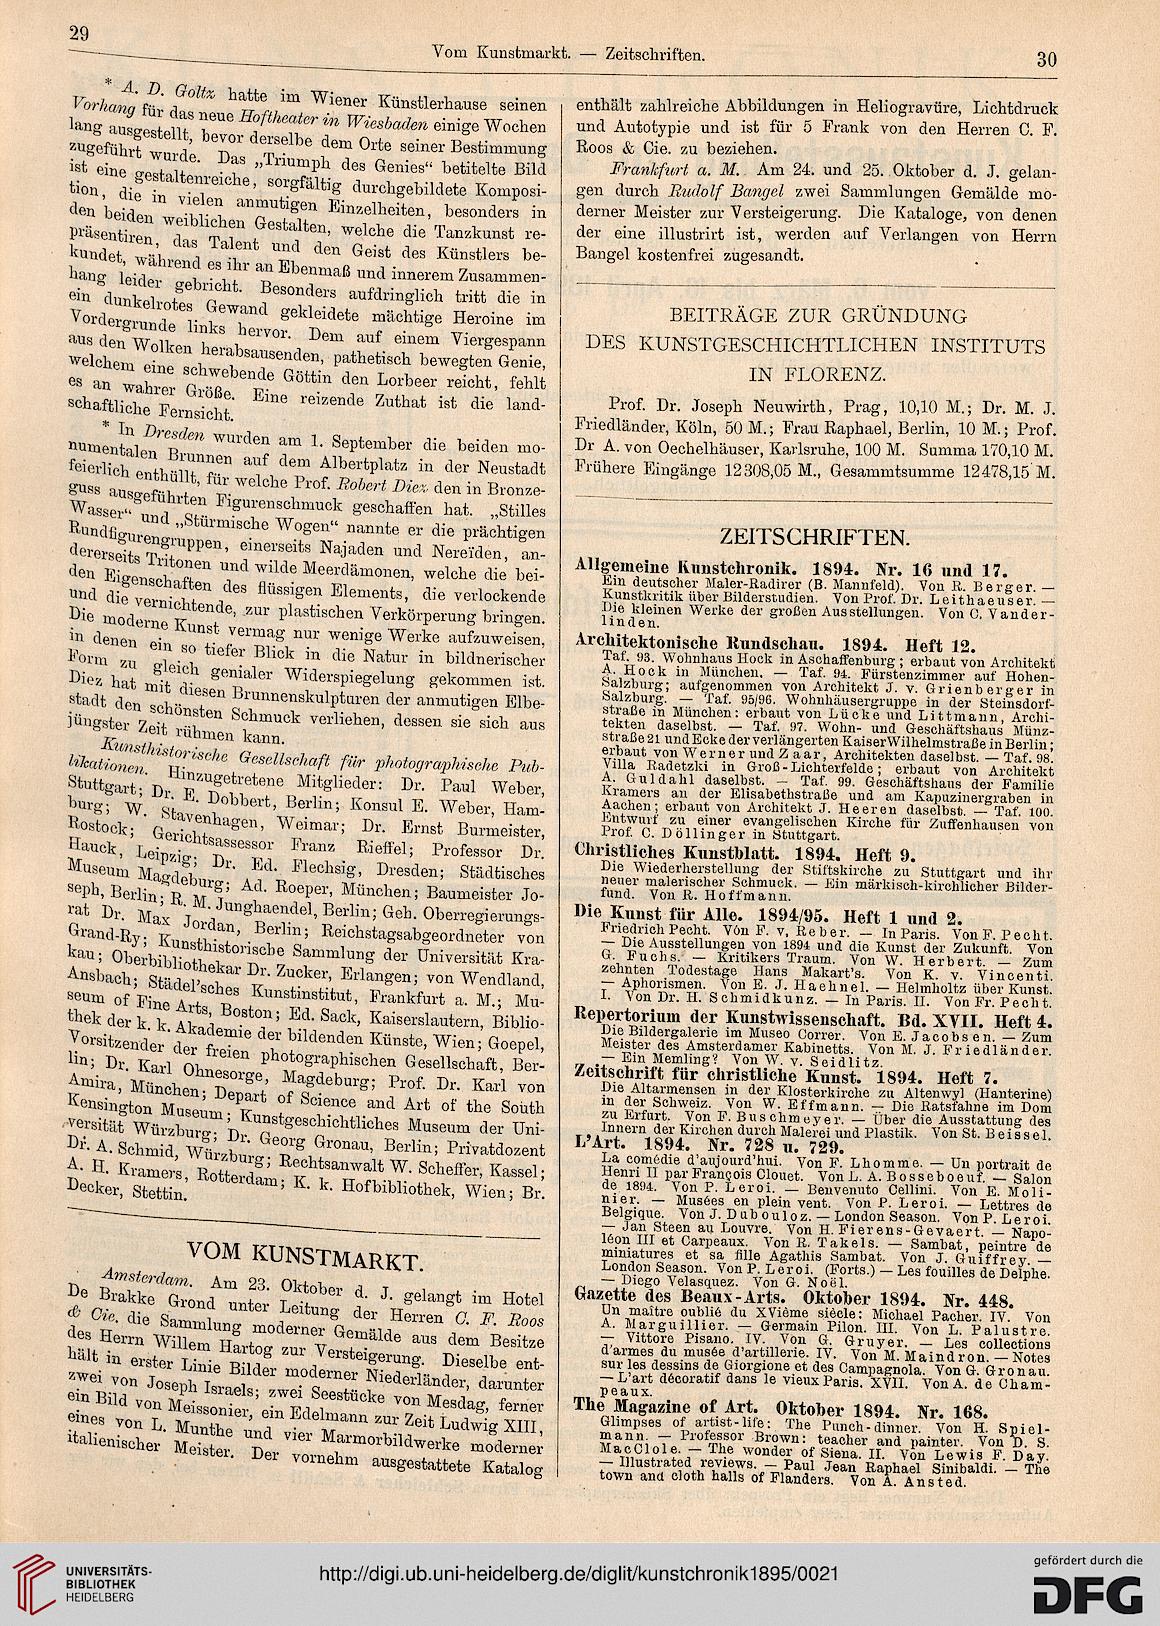 29
Vom Kunstmarkt. — Zeitschriften.
30
* A. D. Goltz hatte im Wiener Künstlerhause seinen
Vorhang für das neue Hoftheater in Wiesbaden einige Wochen
lang ausgestellt, bevor derselbe dem Orte seiner Bestimmung
zugeführt wurde. Das „Triumph des Genies“ betitelte Bild
ist eine gestaltenreiche, sorgfältig durchgebildete Komposi-
tion, die in vielen anmutigen Einzelheiten, besonders in
den beiden weiblichen Gestalten, welche die Tanzkunst re-
präsentiren, das Talent und den Geist des Künstlers be-
kundet, während es ihr an Ebenmaß und innerem Zusammen-
hang leider gebricht. Besonders aufdringlich tritt die in
ein dunkelrotes Gewand gekleidete mächtige Heroine im
Vordergrunde links hervor. Dem auf einem Viergespann
aus den Wolken herabsausenden, pathetisch bewegten Genie,
welchem eine schwebende Göttin den Lorbeer reicht, fehlt
es an wahrer Größe. Eine reizende Zuthat ist die land-
schaftliche Fernsicht.
* In Dresden wurden am 1. September die beiden mo-
numentalen Brunnen auf dem Albertplatz in der Neustadt
feierlich enthüllt, für welche Prof. Robert Diez den in Bronze-
guss ausgeführten Figurenschmuck geschaffen hat. „Stilles
Wasser“ und „Stürmische Wogen“ nannte er die prächtigen
Rundfigurengruppen, einerseits Najaden und Nereïden, an-
dererseits Tritonen und wilde Meerdämonen, welche die bei-
den Eigenschaften des flüssigen Elements, die verlockende
und die vernichtende, zur plastischen Verkörperung bringen.
Die moderne Kunst vermag nur wenige Werke aufzuweisen,
in denen ein so tiefer Blick in die Natur in bildnerischer
Form zu gleich genialer Widerspiegelung gekommen ist.
Diez hat mit diesen Brunnenskulpturen der anmutigen Elbe-
stadt den schönsten Schmuck verliehen, dessen sie sich aus
jüngster Zeit rühmen kann.
Kunsthistorische Gesellschaft für photographische Pub-
likationen. Hinzugetretene Mitglieder: Dr. Paul Weber,
Stuttgart; Dr. E. Dobbert, Berlin; Konsul E. Weber, Ham-
burg; W. Stavenhagen, Weimar; Dr. Ernst Burmeister,
Rostock; Gerichtsassessor Franz Rieffel; Professor Dr.
Hauck, Leipzig; Dr. Ed. Flechsig, Dresden; Städtisches
Museum Magdeburg; Ad. Roeper, München; Baumeister Jo-
seph, Berlin; R. M. Junghaendel, Berlin; Geh. Oberregierungs-
rat Dr. Max Jordan, Berlin; Reichstagsabgeordneter von
Grand-Ry; Kunsthistorische Sammlung der Universität Kra-
kau; Oberbibliothekar Dr. Zucker, Erlangen; von Wendland,
Ansbach; Städel'sches Kunstinstitut, Frankfurt a. M.; Mu-
seum of Fine Arts, Boston; Ed. Sack, Kaiserslautern, Biblio-
thek der k. k. Akademie der bildenden Künste, Wien; Goepel,
Vorsitzender der freien photographischen Gesellschaft, Ber-
lin; Dr. Karl Ohnesorge, Magdeburg; Prof. Dr. Karl von
Amira, München; Depart of Science and Art of the South
Kensington Museum; Kunstgeschichtliches Museum der Uni-
versität Würzburg; Dr. Georg Gronau, Berlin; Privatdozent
Dr. A. Schmid, Würzburg; Rechtsanwalt W. Scheffer, Kassel;
A. H. Kramers, Rotterdam; K. k. Hofbibliothek, Wien; Br.
Decker, Stettin.
VOM KUNSTMARKT.
Amsterdam. Am 23. Oktober d. J. gelangt im Hotel
De Brakke Grond unter Leitung der Herren C. F. Roos
& Cie. die Sammlung moderner Gemälde aus dem Besitze
des Herrn Willem Hartog zur Versteigerung. Dieselbe ent-
hält in erster Linie Bilder moderner Niederländer, darunter
zwei von Joseph Israels; zwei Seestücke von Mesdag, ferner
ein Bild von Meissonier, ein Edelmann zur Zeit Ludwig XIII,
eines von L. Munthe und vier Marmorbildwerke moderner
italienischer Meister. Der vornehm ausgestattete Katalog
enthält zahlreiche Abbildungen in Heliogravüre, Lichtdruck
und Autotypie und ist für 5 Frank von den Herren C. F.
Roos & Cie. zu beziehen.
Frankfurt a. M. Am 24. und 25. Oktober d. J. gelan-
gen durch Rudolf Bangel zwei Sammlungen Gemälde mo-
derner Meister zur Versteigerung. Die Kataloge, von denen
der eine illustrirt ist, werden auf Verlangen von Herrn
Bangel kostenfrei zugesandt.
BEITRÄGE ZUR GRÜNDUNG
DES KUNSTGESCHICHTLICHEN INSTITUTS
IN FLORENZ.
Prof. Dr. Joseph Neuwirth, Prag, 10,10 M.; Dr. M. J.
Friedländer, Köln, 50 M.; Frau Raphael, Berlin, 10 M.; Prof.
Dr A. von Oechelhäuser, Karlsruhe, 100 M. Summa 170,10 M.
Frühere Eingänge 12308,05 M., Gesammtsumme 12478,15 M.
ZEITSCHRIFTEN.
Allgemeine Kunstchronik. 1894. Nr. 16 und 17.
Ein deutscher Maler-Radirer (B. Mannfeld). Von R. Berger. —
Kunstkritik über Bilderstudien. Von Prof. Dr. Leithaeuser. —
Die kleinen Werke der großen Ausstellungen. Von C. Vander-
linden.
Architektonische Rundschau. 1894. Heft 12.
Taf. 93. Wohnhaus Hock in Aschaffenburg; erbaut von Architekt
A. Hock in München. — Taf. 94. Fürstenzimmer auf Hohen-
Salzburg; aufgenommen von Architekt J. v. Grienberger in
Salzburg. — Taf. 95/96. Wohnhäusergruppe in der Steinsdorf-
straße in München: erbaut von Lücke und Littmann, Archi-
tekten daselbst. — Taf. 97. Wohn- und Geschäftshaus Münz-
straße 21 und Ecke der verlängerten Kaiser Wilhelmstraße in Berlin;
erbaut von Werner und Zaar, Architekten daselbst. — Taf. 98.
Villa Radetzki in Groß-Lichterfelde; erbaut von Architekt
A. Guldahl daselbst. — Taf. 99. Geschäftshaus der Familie
Kramers an der Elisabethstraße und am Kapuzinergraben in
Aachen; erbaut von Architekt J. Heeren daselbst. — Taf. 100.
Entwurf zu einer evangelischen Kirche für Zuffenhausen von
Prof. C. Döllinger in Stuttgart.
Christliches Kunstblatt. 1894. Heft 9.
Die Wiederherstellung der Stiftskirche zu Stuttgart und ihr
neuer malerischer Schmuck. — Ein märkisch-kirchlicher Bilder-
fund. Von R. Hoffmann.
Die Kunst für Alle. 1894/95. Heft 1 und 2.
Friedrich Pecht. Von F. v. Reber. — In Paris. Von F. Pecht.
— Die Ausstellungen von 1894 und die Kunst der Zukunft. Von
G. Fuchs. — Kritikers Traum. Von W. Herbert. — Zum
zehnten Todestage Hans Makart's. Von K. v. Vincenti.
— Aphorismen. Von E. J. Haehnel. — Helmholtz über Kunst.
I. Von Dr. H. Schmidkunz. — In Paris. II. Von Fr. Pecht.
Repertorium der Kunstwissenschaft. Bd. XVII. Heft 4.
Die Bildergalerie im Museo Correr. Von E. Jacobsen. — Zum
Meister des Amsterdamer Kabinetts. Von M. J. Friedländer.
— Ein Memling? Von W. v. Seidlitz.
Zeitschrift für christliche Kunst. 1894. Heft 7.
Die Altarmensen in der Klosterkirche zu Altenwyl (Hanterine)
in der Schweiz. Von W. Effmann. — Die Ratsfahne im Dom
zu Erfurt. Von F. Buschmeyer. — Über die Ausstattung des
Innern der Kirchen durch Malerei und Plastik. Von St. Beissel.
L'Art. 1894. Nr. 728 u. 729.
La comédie d'aujourd'hui. Von F. Lhomme. — Un portrait de
Henri II par François Clouet. Von L. A. Bosseboeuf. — Salon
de 1894. Von P. Leroi. — Benvenuto Cellini. Von E. Moli-
nier. — Musées en plein vent. Von P. Leroi. — Lettres de
Belgique. Von J. Dubouloz. — London Season. Von P. Leroi.
— Jan Steen au Louvre. Von H. Fierens-Gevaert. — Napo-
léon III et Carpeaux. Von R. Takels. — Sambat, peintre de
miniatures et sa fille Agathis Sambat. Von J. Guiffrey. —
London Season. Von P. Leroi. (Forts.) — Les fouilles de Delphe.
— Diego Velasquez. Von G. Noël.
Gazette des Beaux-Arts. Oktober 1894. Nr. 448.
Un maître oublié du XVième siècle: Michael Pacher. IV. Von
A. Marguillier. — Germain Pilon. III. Von L. Palustre.
— Vittore Pisano. IV. Von G. Gruyer. — Les collections
d'armes du musée d'artillerie. IV. Von M. Maindron. — Notes
sur les dessins de Giorgione et des Campagnola. Von G. Gronau.
— L'art décoratif dans le vieux Paris. XVII. Von A. de Cham-
peaux.
The Magazine of Art. Oktober 1894. Nr. 168.
Glimpses of artist-life: The Punch-dinner. Von H. Spiel-
mann. — Professor Brown: teacher and painter. Von D. S.
MacClole. — The wonder of Siena. II. Von Lewis F. Day.
— Illustrated reviews. — Paul Jean Raphael Sinibaldi. — The
town and cloth halls of Flanders. Von A. Ansted.
UNIVERSITÄTS-
BIBLIOTHEK
HEIDELBERG
http://digi.ub.uni-heidelberg.de/diglit/kunstchronik1895/0021
gefördert durch die
DFG